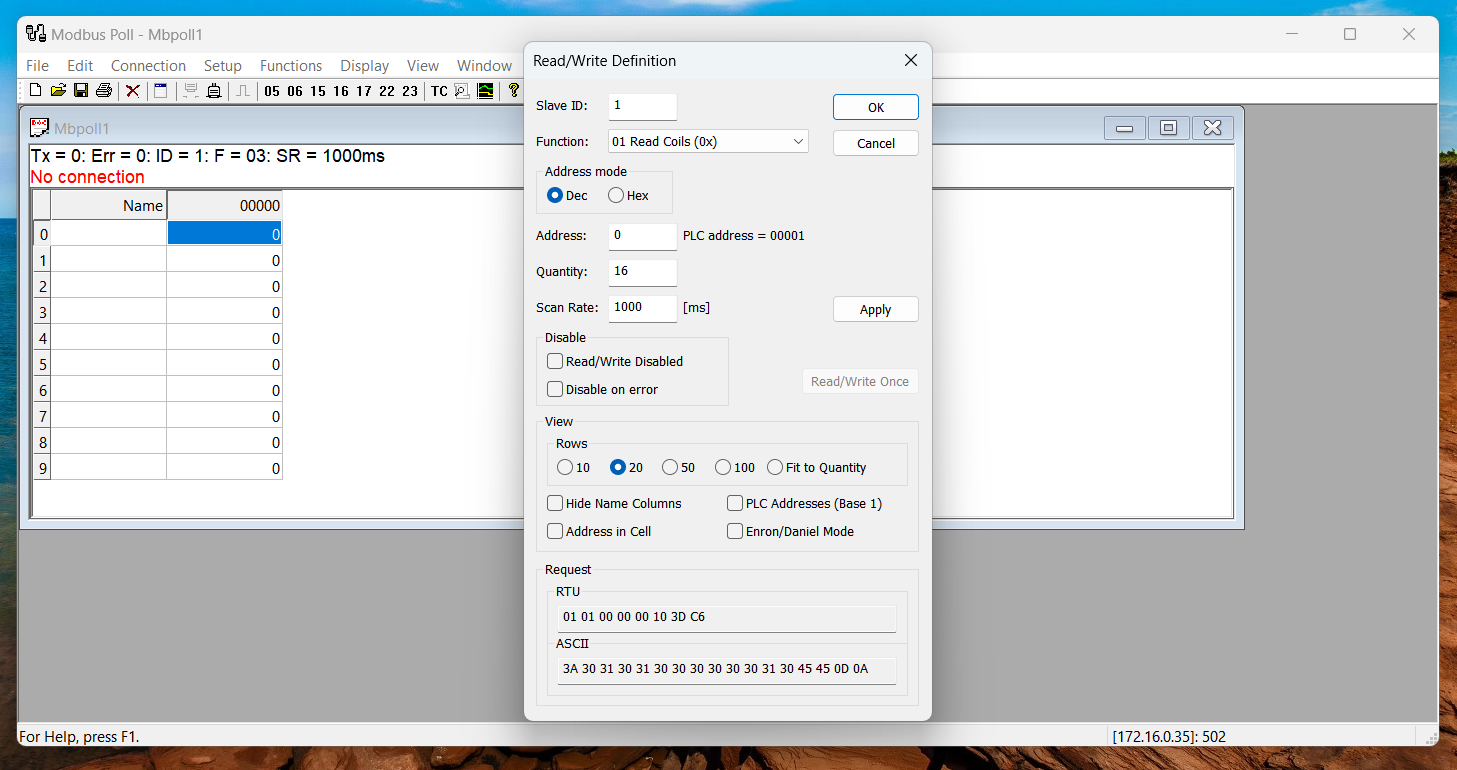 Modbus Poll - Mbpoll1
File Edit Connection Setup Functions Display View Window
05 06 15 16 17 22 23 TC ?
Mbpoll1
Tx = 0: Err = 0: ID = 1: F = 03: SR = 1000ms
No connection
Name 00000
0 0
1 0
2 0
3 0
4 0
5 0
6 0
7 0
8 0
9 0
Read/Write Definition
Slave ID: 1
OK
Function: 01 Read Coils (0x)
Cancel
Address mode
Dec Hex
Address: 0 PLC address = 00001
Quantity: 16
Scan Rate: 1000 [ms]
Apply
Disable
Read/Write Disabled
Disable on error
Read/Write Once
View
Rows
10 20 50 100 Fit to Quantity
Hide Name Columns PLC Addresses (Base 1)
Address in Cell Enron/Daniel Mode
Request
RTU
01 01 00 00 00 10 3D C6
ASCII
3A 30 31 30 31 30 30 30 30 30 30 31 30 45 45 0D 0A
For Help, press F1.
[172.16.0.35]: 502